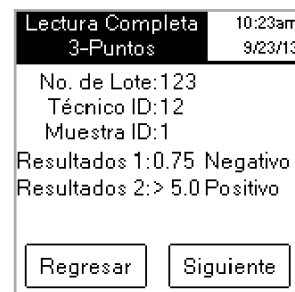 Lectura Completa 10:23am
3-Puntos 9/23/13
No. de Lote:123
Técnico ID:12
Muestra ID:1
Resultados 1:0.75 Negativo
Resultados 2:> 5.0 Positivo
Regresar Siguiente